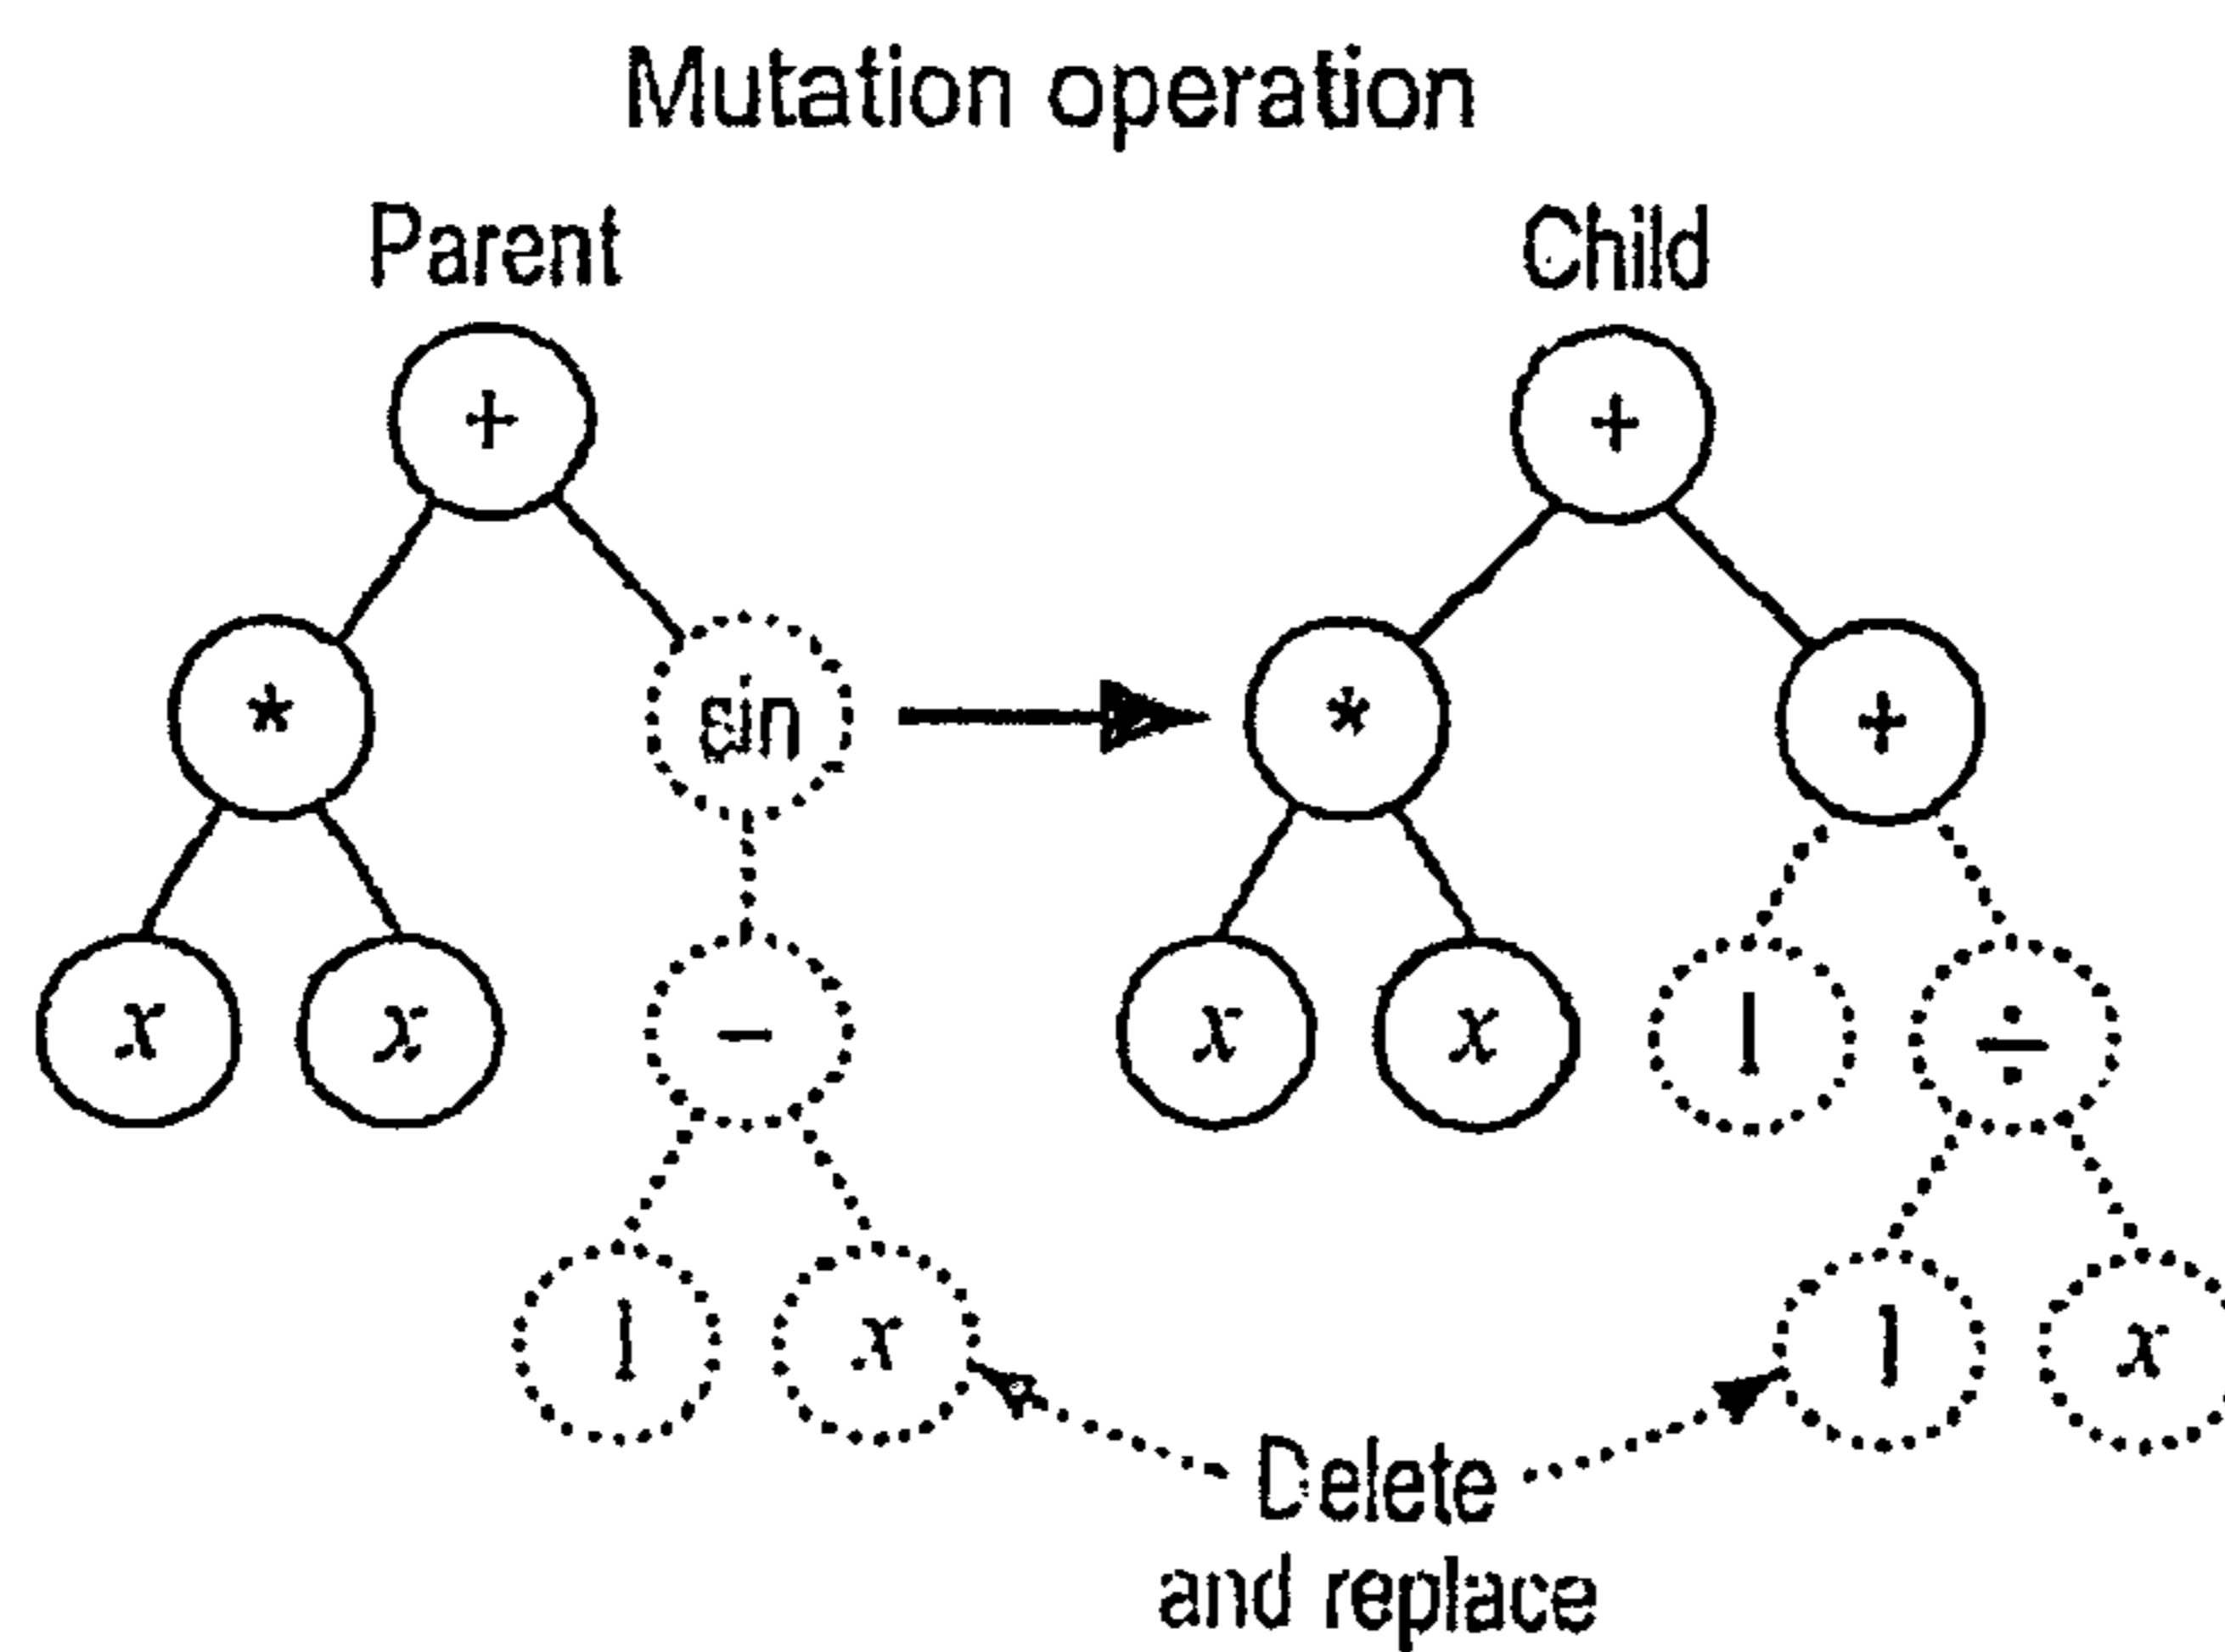 Mutation operation
Parent Child
+ +
* sin * +
x x - x x 1 ÷
1 x 1 x
Delete
and replace